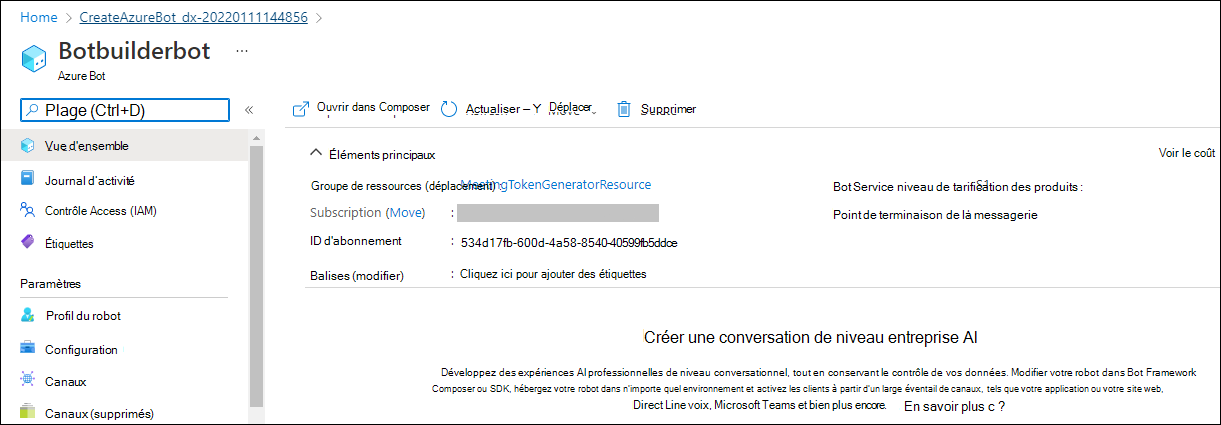 Home > CreateAzureBot_dx-20220111144856 >
Botbuilderbot ...
Azure Bot
Plage (Ctrl+D) «
Ouvrir dans Composer Actualiser – Y Déplacer Supprimer
Vue d'ensemble
Journal d'activité
Contrôle Access (IAM)
Étiquettes
Paramètres
Profil du robot
Configuration
Canaux
Canaux (supprimés)
Éléments principaux Voir le coût
Groupe de ressources (déplacement) MeetingTokenGeneratorResource
Subscription (Move) :
ID d'abonnement : 534d17fb-600d-4a58-8540-40599fb5ddce
Balises (modifier) : Cliquez ici pour ajouter des étiquettes
Bot Service niveau de tarification des produits : S1
Point de terminaison de la messagerie
Créer une conversation de niveau entreprise AI
Développez des expériences AI professionnelles de niveau conversationnel, tout en conservant le contrôle de vos données. Modifier votre robot dans Bot Framework
Composer ou SDK, hébergez votre robot dans n'importe quel environnement et activez les clients à partir d'un large éventail de canaux, tels que votre application ou votre site web,
Direct Line voix, Microsoft Teams et bien plus encore. En savoir plus c ?